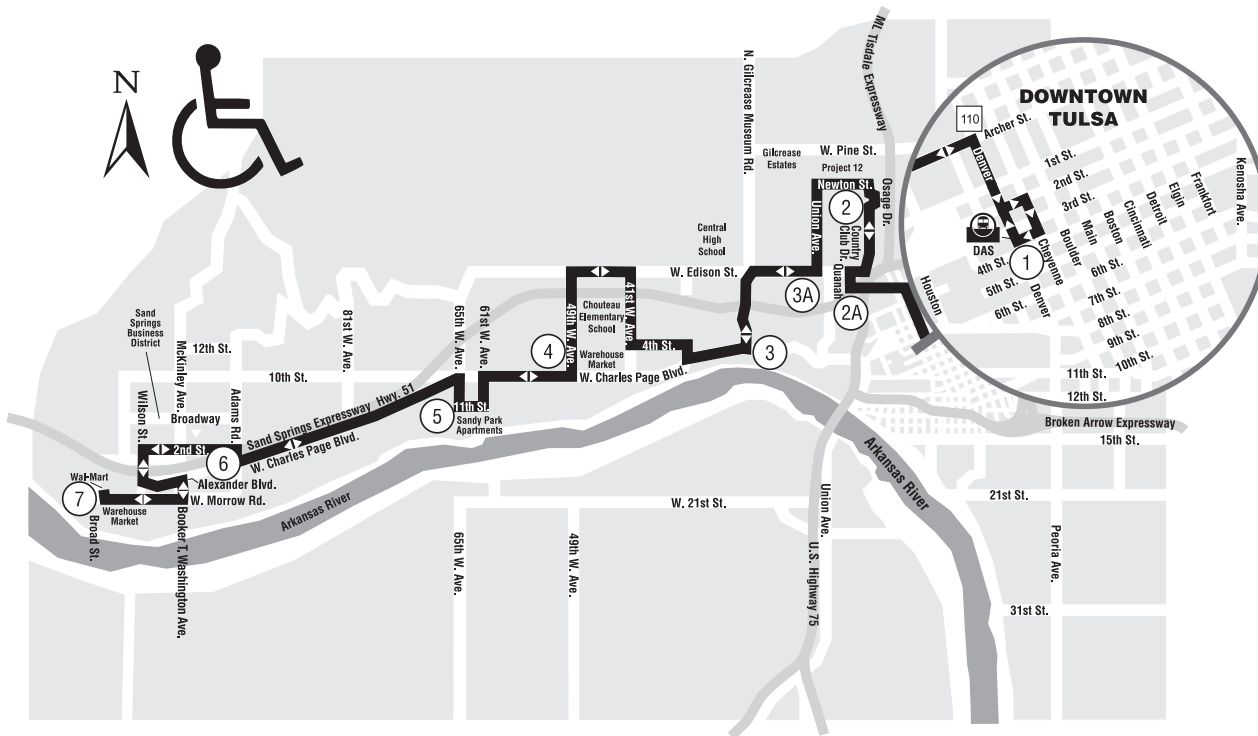 N
N. Gilcrease Museum Rd.
ML Tisdale Expressway
DOWNTOWN
TULSA
110
Archer St.
Denver
1st St.
2nd St.
3rd St.
Kenosha Ave.
Frankfort
Elgin
Detroit
Cincinnati
Boston
Main
Boulder
Cheyenne
Denver
DAS
1
4th St.
5th St.
6th St.
6th St.
7th St.
8th St.
9th St.
10th St.
Houston
Gilcrease
Estates
W. Pine St.
Project 12
Newton St.
2
Osage Dr.
Union Ave.
Country
Club Dr.
Quanah
Central
High
School
W. Edison St.
3A
2A
Sand
Springs
Business
District
McKinley Ave.
12th St.
81st W. Ave.
65th W. Ave.
61st W. Ave.
49th W. Ave.
41st W. Ave.
Chouteau
Elementary
School
4th St.
3
4
Warehouse
Market
W. Charles Page Blvd.
10th St.
11th St.
12th St.
Wilson St.
Broadway
Adams Rd.
Sand Springs Expressway Hwy. 51
W. Charles Page Blvd.
5
11th St.
Sandy Park
Apartments
Broken Arrow Expressway
15th St.
2nd St.
6
Wal-Mart
Alexander Blvd.
7
W. Morrow Rd.
Warehouse
Market
Broad St.
Booker T. Washington Ave.
Arkansas River
Arkansas River
W. 21st St.
21st St.
65th W. Ave.
49th W. Ave.
Union Ave.
U.S. Highway 75
Peoria Ave.
31st St.